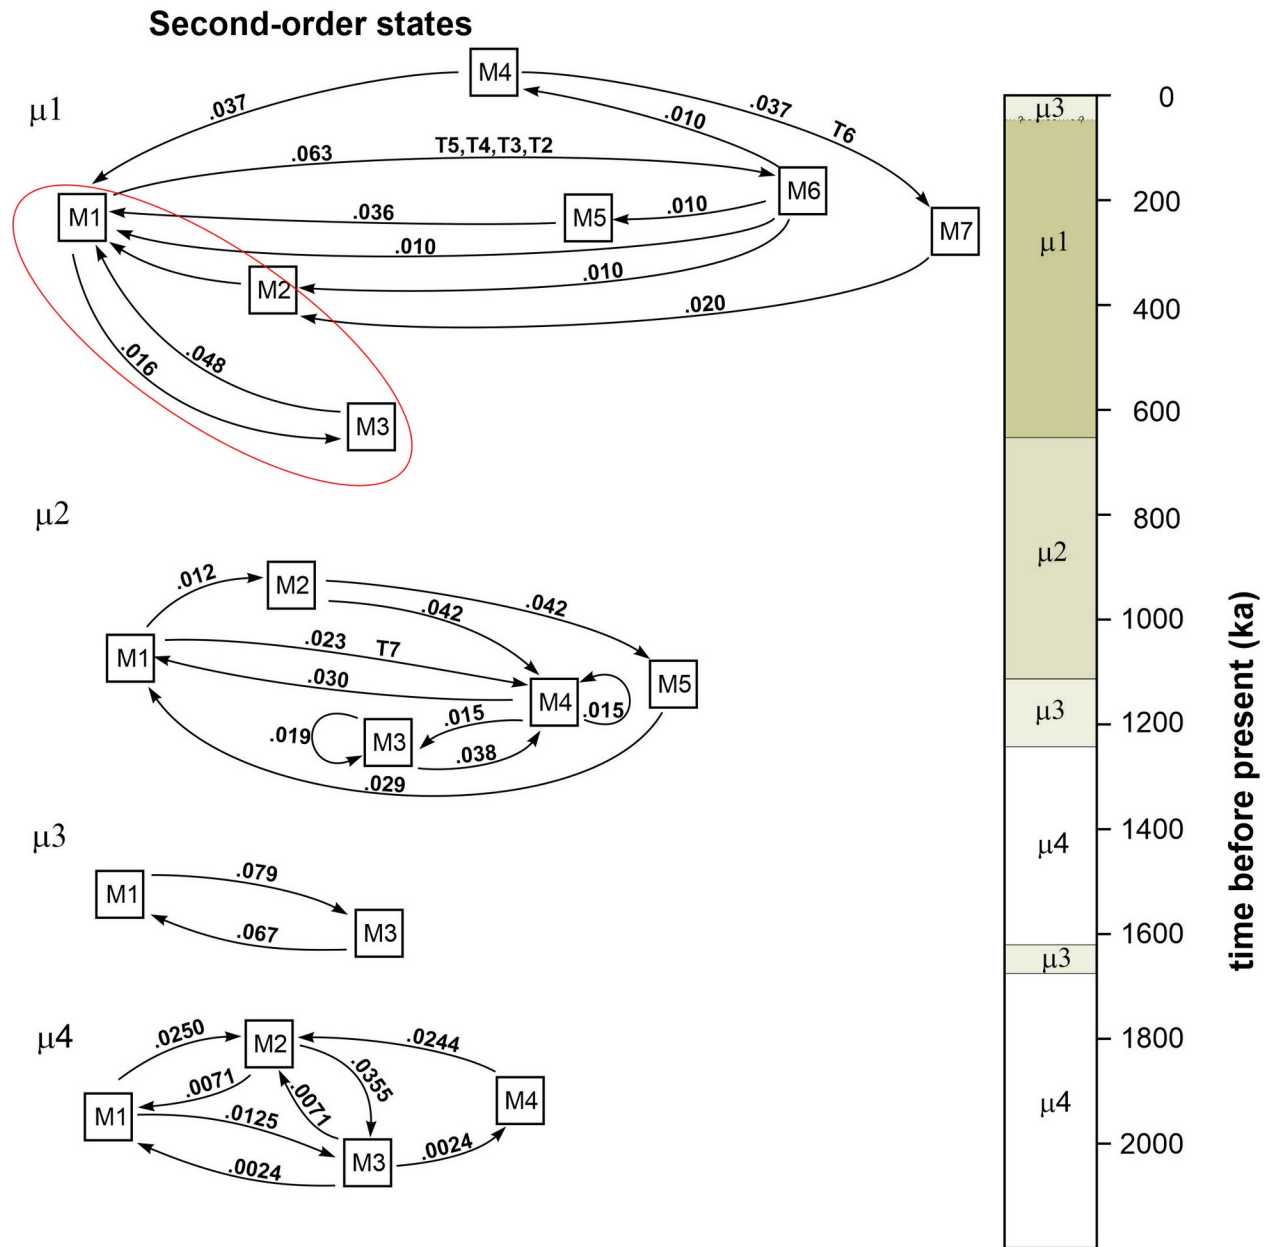 Second-order states
μ1
M4
.037
.037
T6
.010
.063
T5,T4,T3,T2
M6
M1
.036
M5
.010
M7
.010
M2
.010
.020
.016
.048
M3
μ2
.012
M2
.042
.042
M1
.023
T7
.030
M5
M4
.015
.015
.019
M3
.038
.029
μ3
M1
.079
.067
M3
μ4
.0250
M2
.0244
.0071
.0355
.0071
M1
.0125
M4
M3
.0024
.0024
μ3
? ?
μ1
μ2
μ3
μ4
μ3
μ4
0
200
400
600
800
1000
1200
1400
1600
1800
2000
time before present (ka)